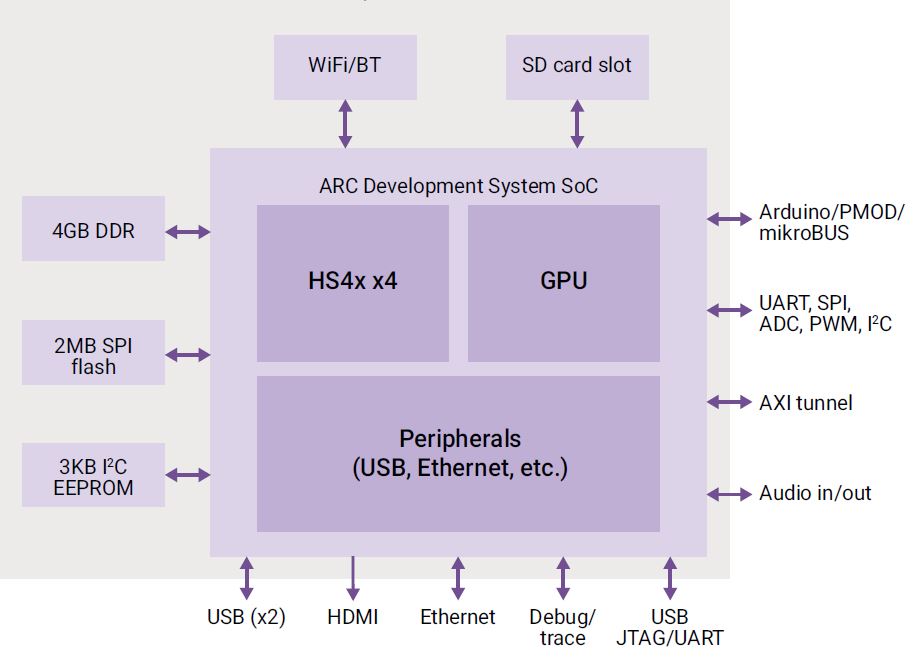 WiFi/BT
SD card slot
ARC Development System SoC
4GB DDR
HS4x x4
GPU
Arduino/PMOD/
mikroBUS
2MB SPI
flash
UART, SPI,
ADC, PWM, I²C
Peripherals
(USB, Ethernet, etc.)
AXI tunnel
3KB I²C
EEPROM
Audio in/out
USB (x2)
HDMI
Ethernet
Debug/
trace
USB
JTAG/UART